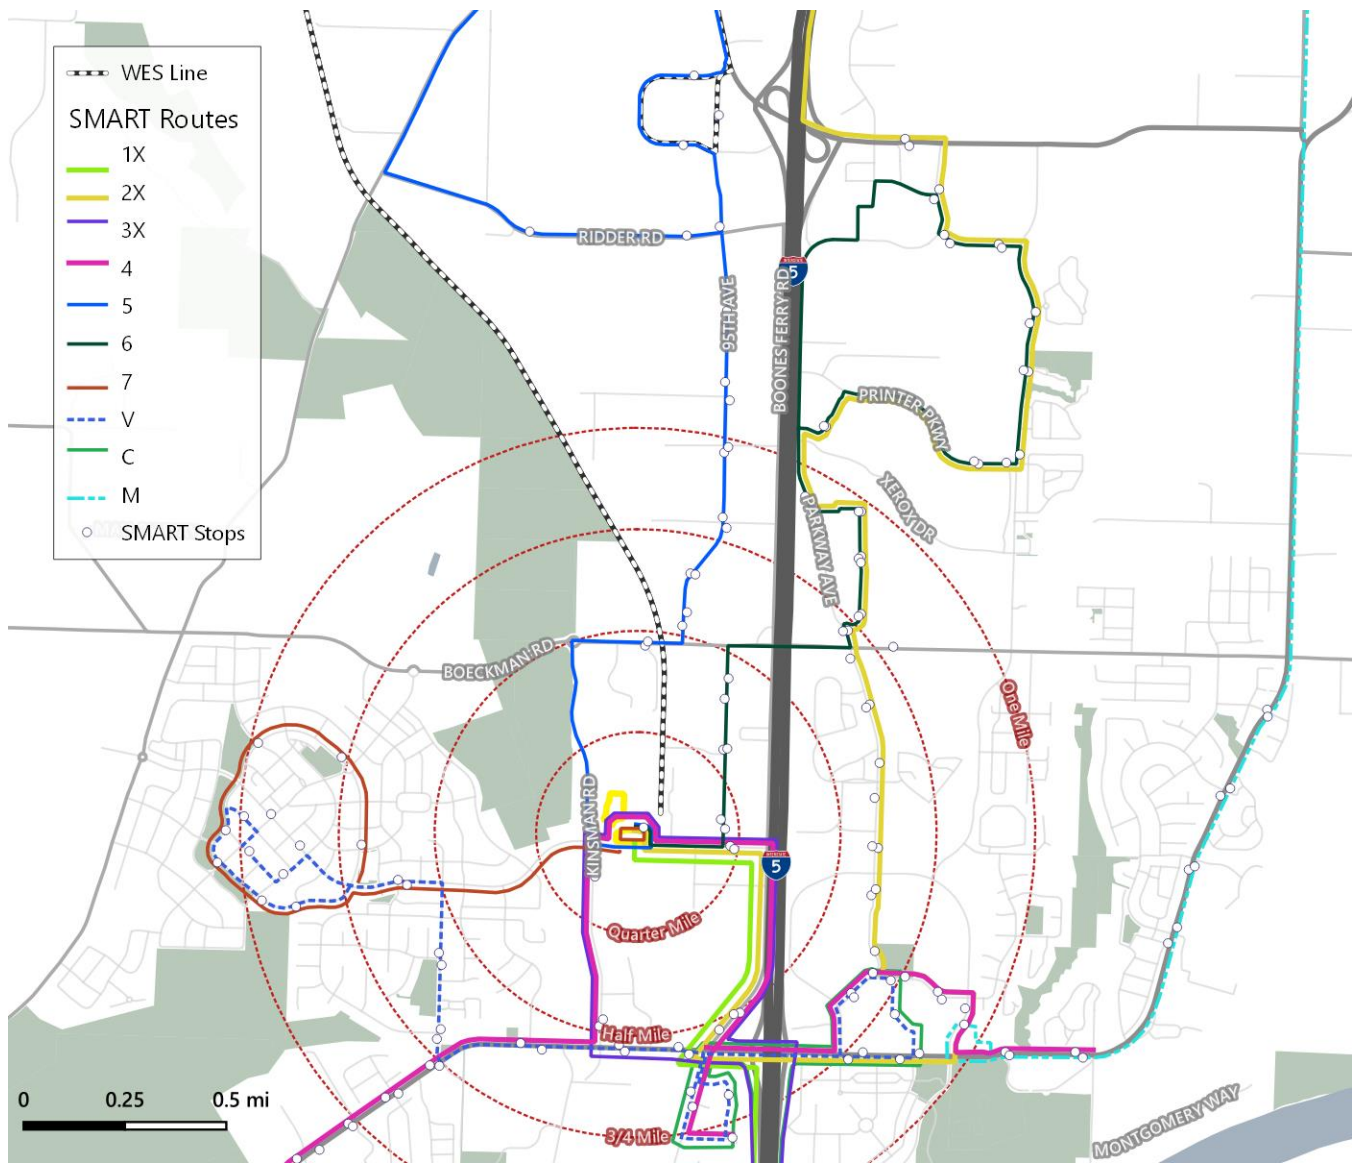 WES Line
SMART Routes
1X
2X
3X
4
5
6
7
V
C
M
SMART Stops
RIDDER RD
95TH AVE
BOONES FERRY RD
5
PRINTER PKWY
XEROX DR
PARKWAY AVE
BOECKMAN RD
One Mile
KINSMAN RD
5
Quarter Mile
Half Mile
3/4 Mile
0 0.25 0.5 mi
MONTGOMERY WAY